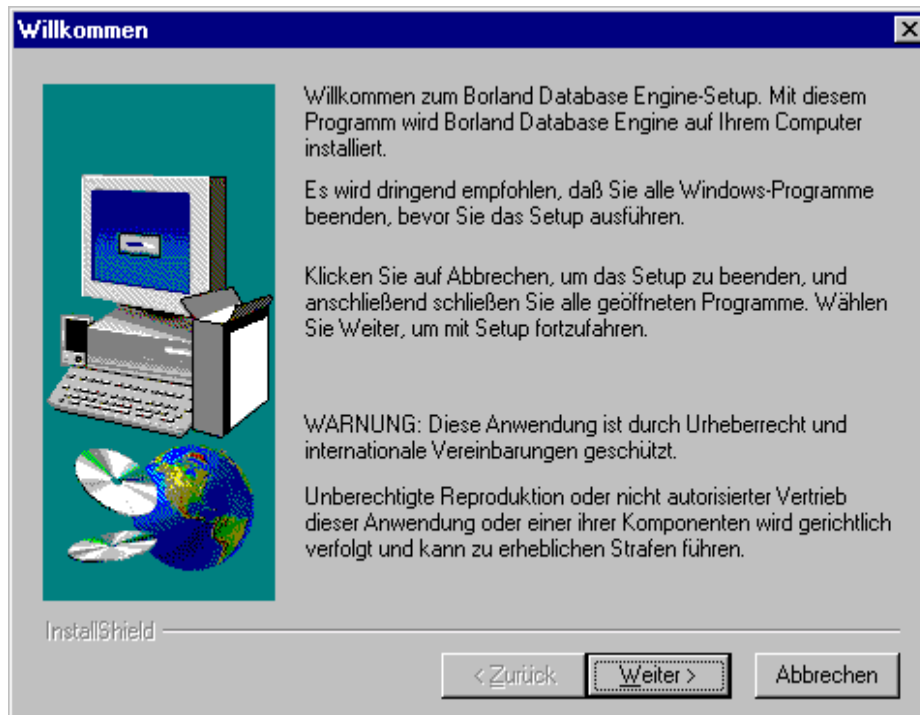 Willkommen
Willkommen zum Borland Database Engine-Setup. Mit diesem
Programm wird Borland Database Engine auf Ihrem Computer
installiert.
Es wird dringend empfohlen, daß Sie alle Windows-Programme
beenden, bevor Sie das Setup ausführen.
Klicken Sie auf Abbrechen, um das Setup zu beenden, und
anschließend schließen Sie alle geöffneten Programme. Wählen
Sie Weiter, um mit Setup fortzufahren.
WARNUNG: Diese Anwendung ist durch Urheberrecht und
internationale Vereinbarungen geschützt.
Unberechtigte Reproduktion oder nicht autorisierter Vertrieb
dieser Anwendung oder einer ihrer Komponenten wird gerichtlich
verfolgt und kann zu erheblichen Strafen führen.
InstallShield
< Zurück
Weiter >
Abbrechen